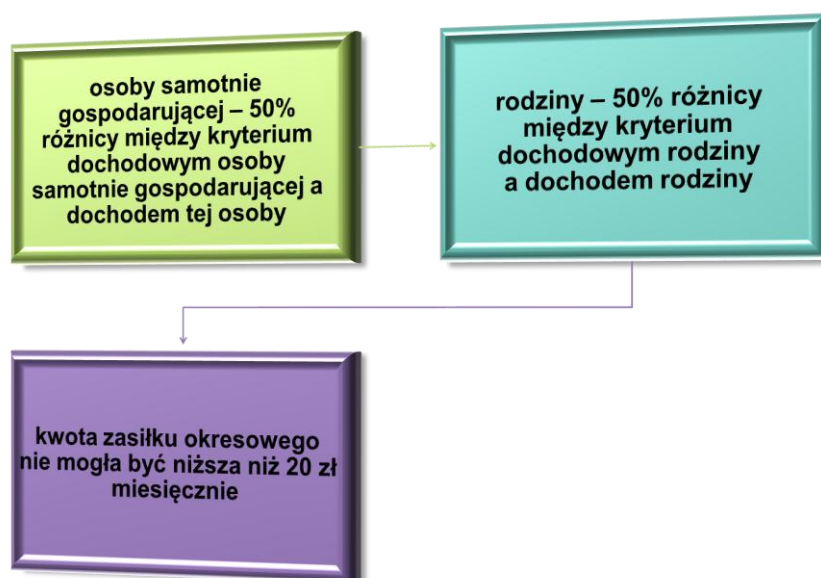 osoby samotnie
gospodarującej – 50%
różnicy między kryterium
dochodowym osoby
samotnie gospodarującej a
dochodem tej osoby
rodziny – 50% różnicy
między kryterium
dochodowym rodziny
a dochodem rodziny
kwota zasiłku okresowego
nie mogła być niższa niż 20 zł
miesięcznie